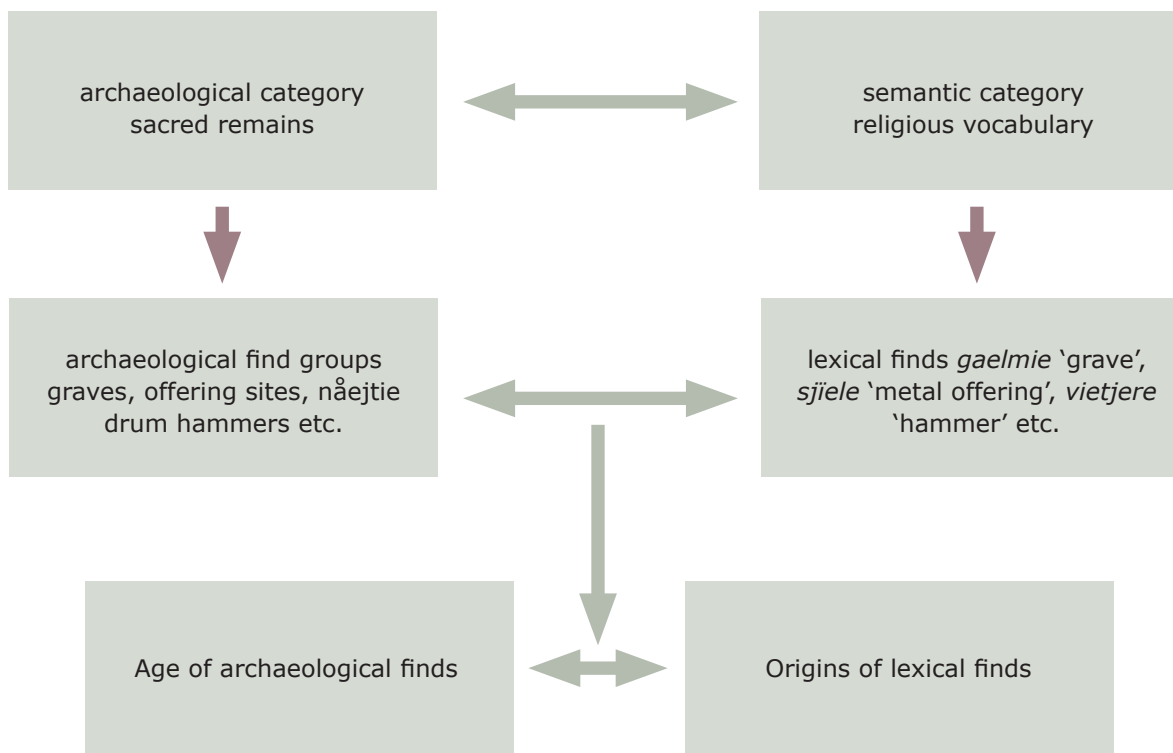 archaeological category
sacred remains
semantic category
religious vocabulary
archaeological find groups
graves, offering sites, nåejtie
drum hammers etc.
lexical finds gaelmie ‘grave’,
sjïele ‘metal offering’, vietjere
‘hammer’ etc.
Age of archaeological finds
Origins of lexical finds